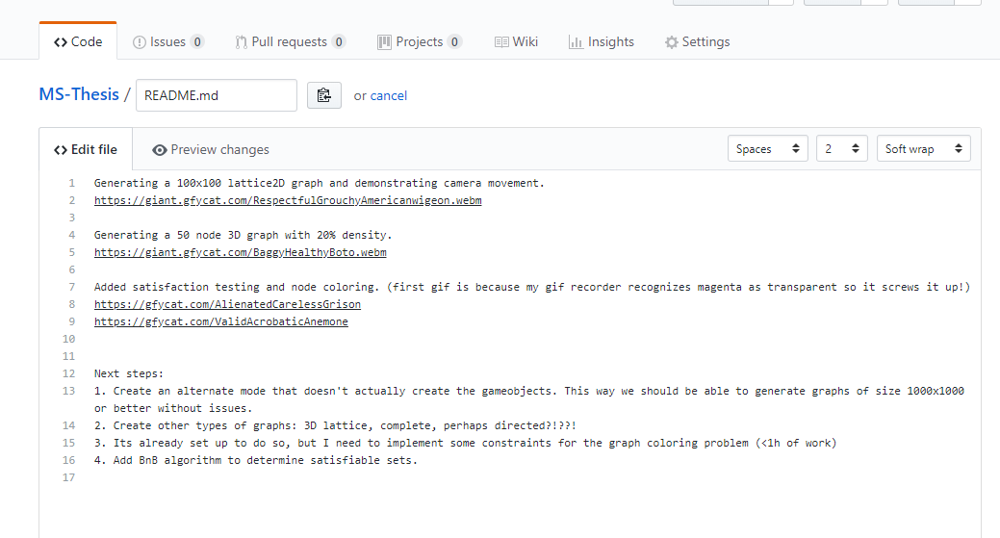 Code Issues 0 Pull requests 0 Projects 0 Wiki Insights Settings
MS-Thesis / README.md or cancel
Edit file Preview changes Spaces 2 Soft wrap
1 Generating a 100x100 lattice2D graph and demonstrating camera movement.
2 https://giant.gfycat.com/RespectfulGrouchyAmericanwigeon.webm
3
4 Generating a 50 node 3D graph with 20% density.
5 https://giant.gfycat.com/BaggyHealthyBoto.webm
6
7 Added satisfaction testing and node coloring. (first gif is because my gif recorder recognizes magenta as transparent so it screws it up!)
8 https://gfycat.com/AlienatedCarelessGrison
9 https://gfycat.com/ValidAcrobaticAnemone
10
11
12 Next steps:
13 1. Create an alternate mode that doesn't actually create the gameobjects. This way we should be able to generate graphs of size 1000x1000
or better without issues.
14 2. Create other types of graphs: 3D lattice, complete, perhaps directed?!??!
15 3. Its already set up to do so, but I need to implement some constraints for the graph coloring problem (<1h of work)
16 4. Add BnB algorithm to determine satisfiable sets.
17